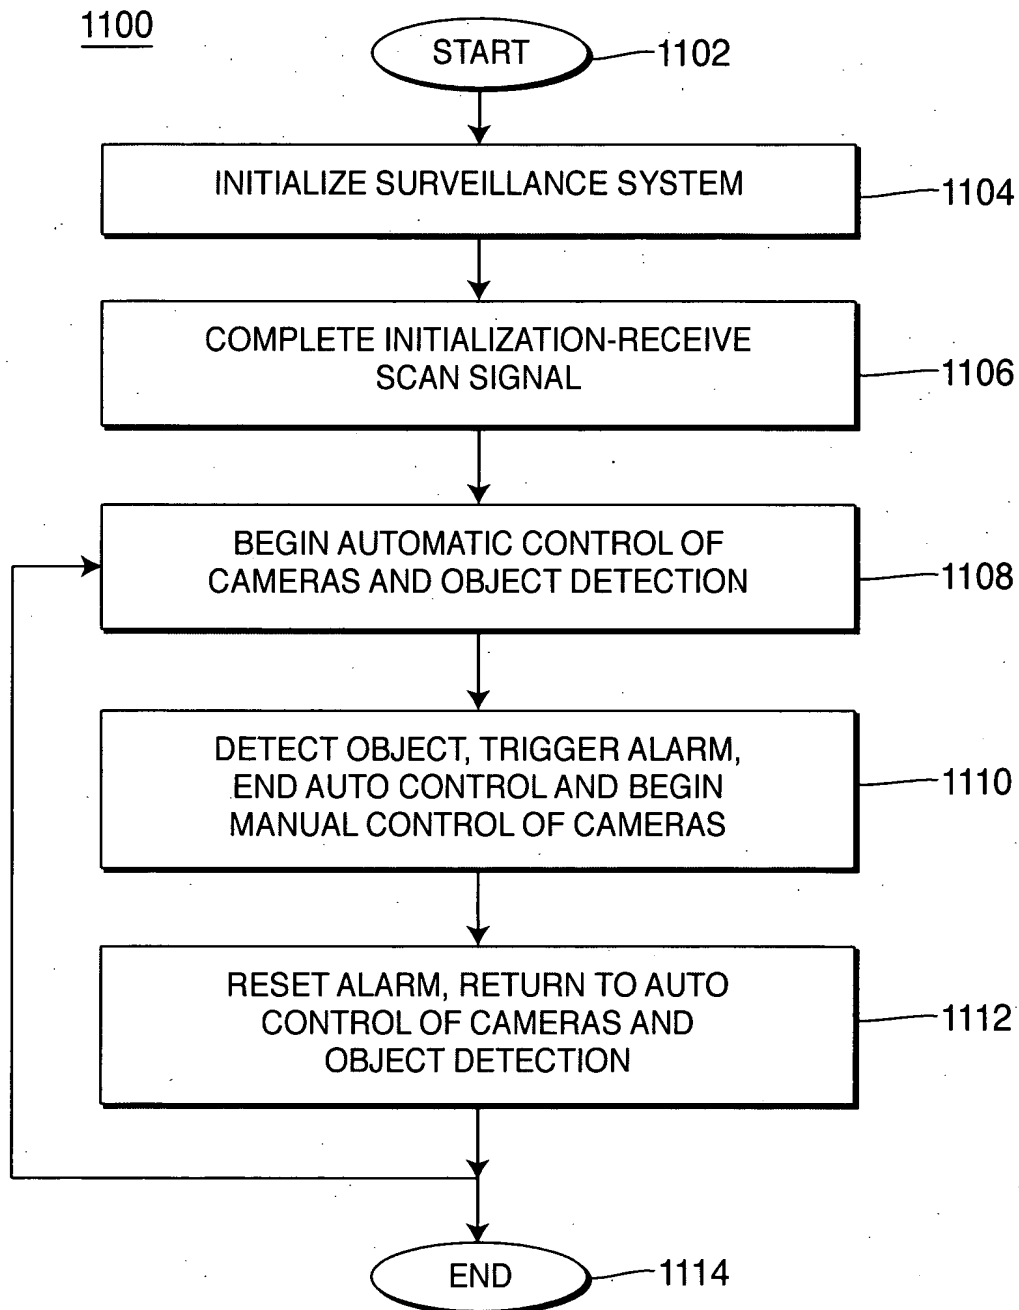 1100
START
1102
INITIALIZE SURVEILLANCE SYSTEM
1104
COMPLETE INITIALIZATION-RECEIVE
SCAN SIGNAL
1106
BEGIN AUTOMATIC CONTROL OF
CAMERAS AND OBJECT DETECTION
1108
DETECT OBJECT, TRIGGER ALARM,
END AUTO CONTROL AND BEGIN
MANUAL CONTROL OF CAMERAS
1110
RESET ALARM, RETURN TO AUTO
CONTROL OF CAMERAS AND
OBJECT DETECTION
1112
END
1114